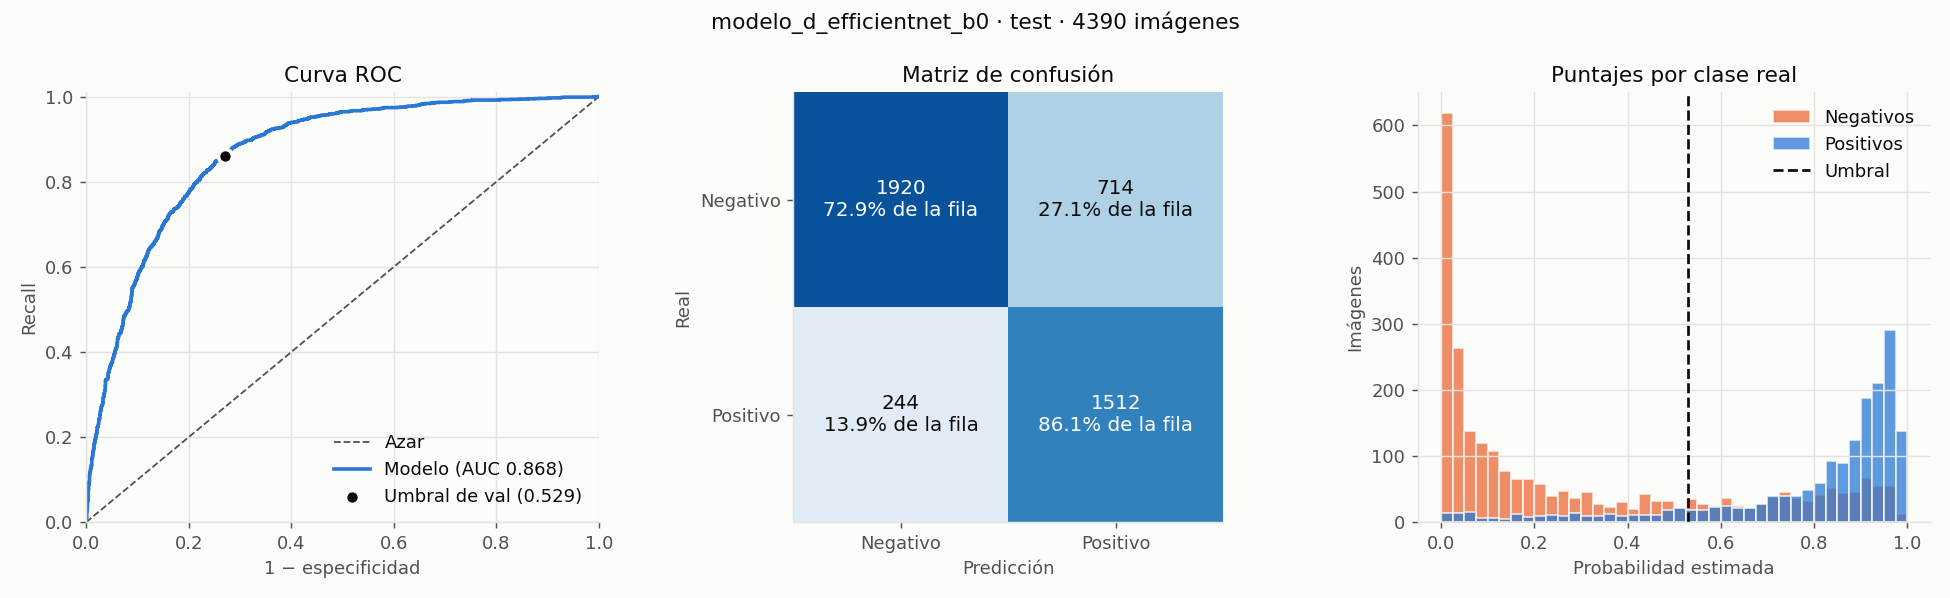 modelo_d_efficientnet_b0 · test · 4390 imágenes
Curva ROC
Recall
1.0
0.8
0.6
0.4
0.2
0.0
Azar
Modelo (AUC 0.868)
Umbral de val (0.529)
0.0 0.2 0.4 0.6 0.8 1.0
1 − especificidad
Matriz de confusión
Real
Negativo
Positivo
1920
72.9% de la fila
714
27.1% de la fila
244
13.9% de la fila
1512
86.1% de la fila
Negativo Positivo
Predicción
Puntajes por clase real
Imágenes
600
500
400
300
200
100
0
Negativos
Positivos
Umbral
0.0 0.2 0.4 0.6 0.8 1.0
Probabilidad estimada